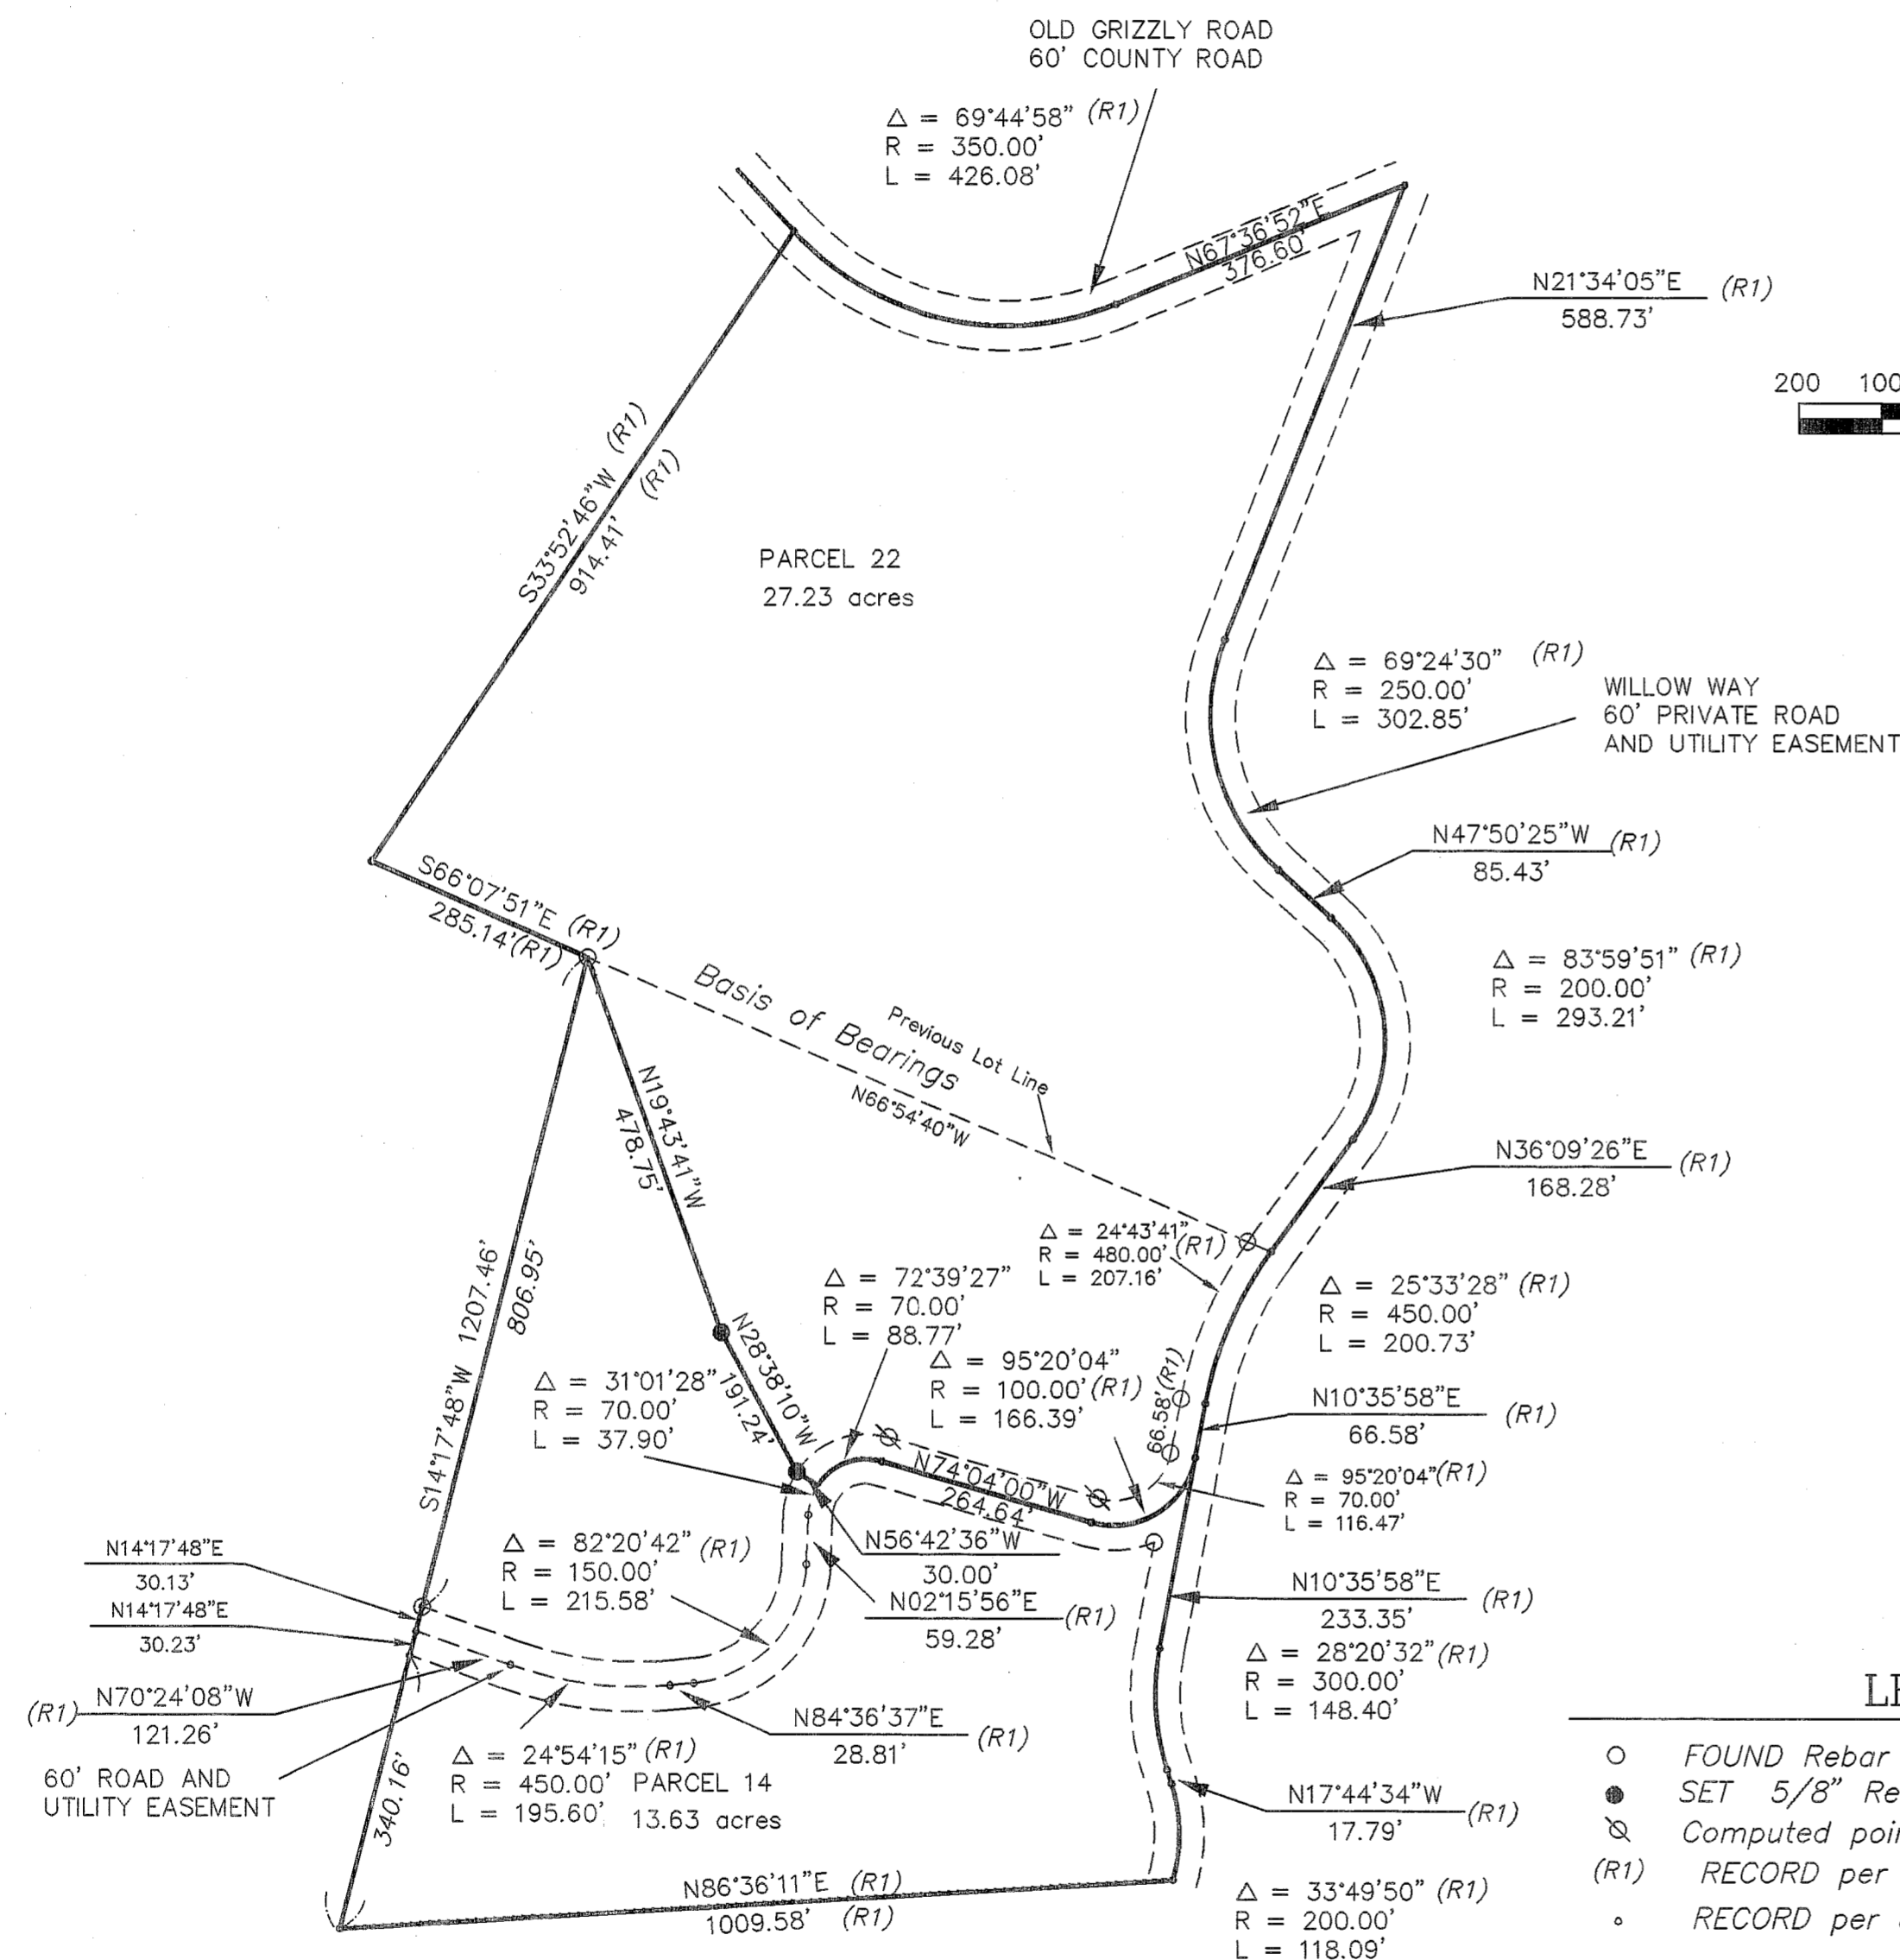 OLD GRIZZLY ROAD
60' COUNTY ROAD
△ = 69°44'58" (R1)
R = 350.00'
L = 426.08'
N67°36'52"E
376.60'
N21°34'05"E (R1)
588.73'
200 100
S33°52'46"W (R1)
914.41' (R1)
PARCEL 22
27.23 acres
△ = 69°24'30" (R1)
R = 250.00'
L = 302.85'
WILLOW WAY
60' PRIVATE ROAD
AND UTILITY EASEMENT
N47°50'25"W (R1)
85.43'
S66°07'51"E (R1)
285.14'(R1)
△ = 83°59'51" (R1)
R = 200.00'
L = 293.21'
Basis of Bearings
Previous Lot Line
N66°54'40"W
N19°43'41"W
478.75'
N36°09'26"E (R1)
168.28'
△ = 24°43'41"
R = 480.00' (R1)
L = 207.16'
△ = 72°39'27"
R = 70.00'
L = 88.77'
△ = 25°33'28" (R1)
R = 450.00'
L = 200.73'
S14°17'48"W 1207.46'
806.95'
N28°38'10"W
191.24'
△ = 31°01'28"
R = 70.00'
L = 37.90'
△ = 95°20'04"
R = 100.00' (R1)
L = 166.39'
66.58' (R1)
N10°35'58"E (R1)
66.58'
N74°04'00"W
264.64'
△ = 95°20'04" (R1)
R = 70.00'
L = 116.47'
N14°17'48"E
30.13'
N14°17'48"E
30.23'
△ = 82°20'42" (R1)
R = 150.00'
L = 215.58'
N56°42'36"W
30.00'
N02°15'56"E (R1)
59.28'
N10°35'58"E (R1)
233.35'
△ = 28°20'32" (R1)
R = 300.00'
L = 148.40'
(R1) N70°24'08"W
121.26'
60' ROAD AND
UTILITY EASEMENT
N84°36'37"E (R1)
28.81'
△ = 24°54'15" (R1)
R = 450.00'
L = 195.60'
PARCEL 14
13.63 acres
340.16'
N17°44'34"W (R1)
17.79'
N86°36'11"E (R1)
1009.58' (R1)
△ = 33°49'50" (R1)
R = 200.00'
L = 118.09'
FOUND Rebar
SET 5/8" Re
Computed poin
(R1) RECORD per
RECORD per